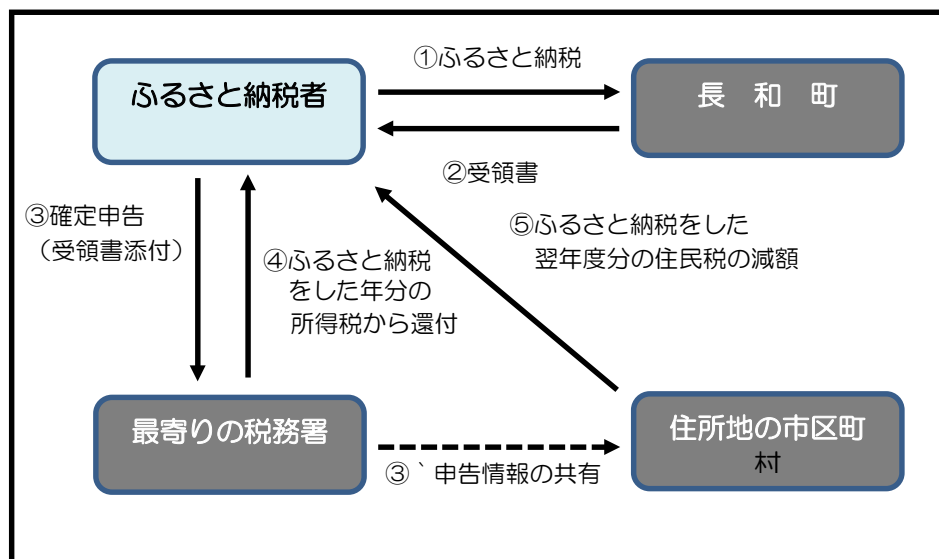 ①ふるさと納税
ふるさと納税者
長　和　町
②受領書
③確定申告
（受領書添付）
④ふるさと納税
をした年分の
所得税から還付
⑤ふるさと納税をした
翌年度分の住民税の減額
最寄りの税務署
住所地の市区町
村
③｀申告情報の共有